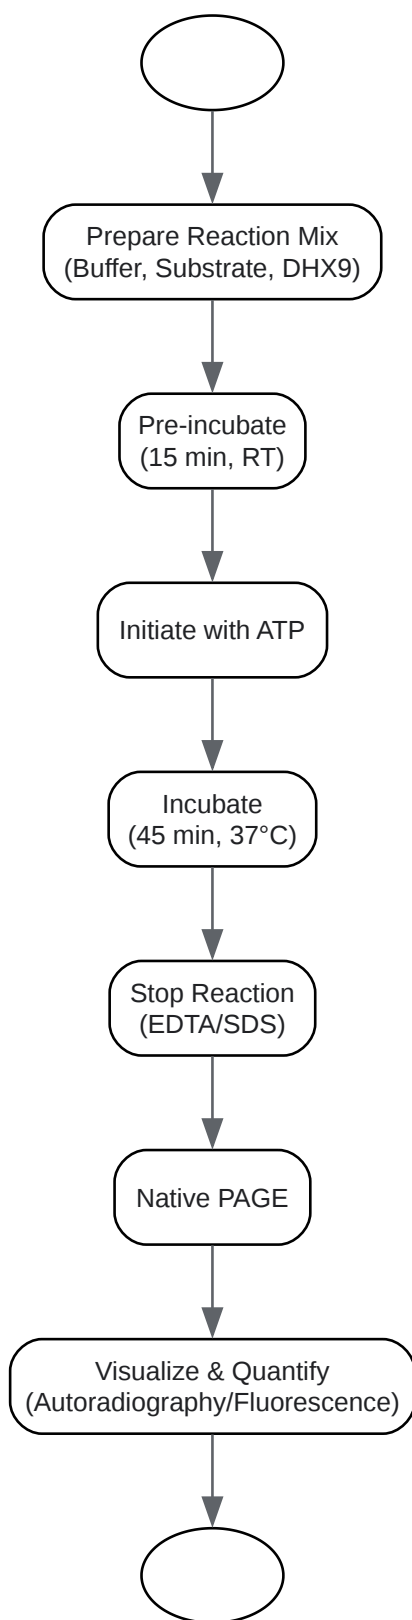 Prepare Reaction Mix
(Buffer, Substrate, DHX9)
Pre-incubate
(15 min, RT)
Initiate with ATP
Incubate
(45 min, 37°C)
Stop Reaction
(EDTA/SDS)
Native PAGE
Visualize & Quantify
(Autoradiography/Fluorescence)